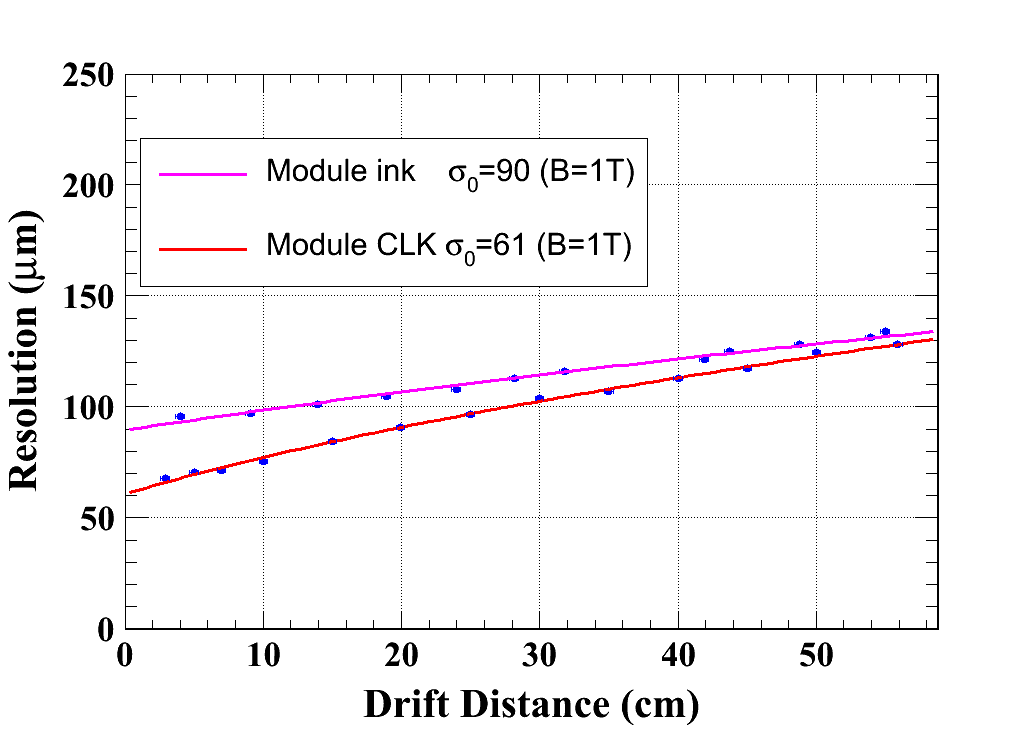 250
200
150
100
50
0
Resolution (μm)
Module ink σ0=90 (B=1T)
Module CLK σ0=61 (B=1T)
0 10 20 30 40 50
Drift Distance (cm)